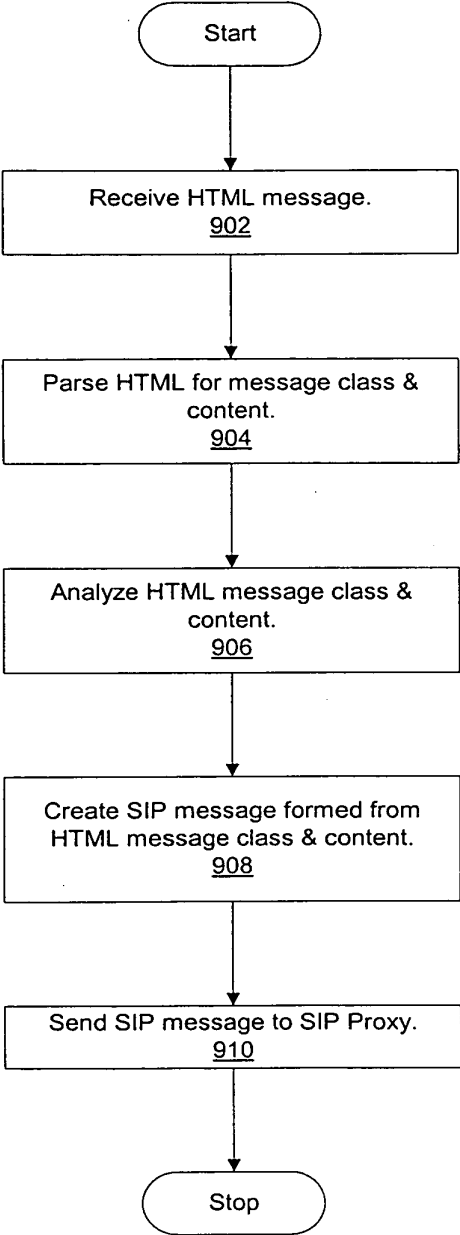 Start
Receive HTML message.
902
Parse HTML for message class &
content.
904
Analyze HTML message class &
content.
906
Create SIP message formed from
HTML message class & content.
908
Send SIP message to SIP Proxy.
910
Stop